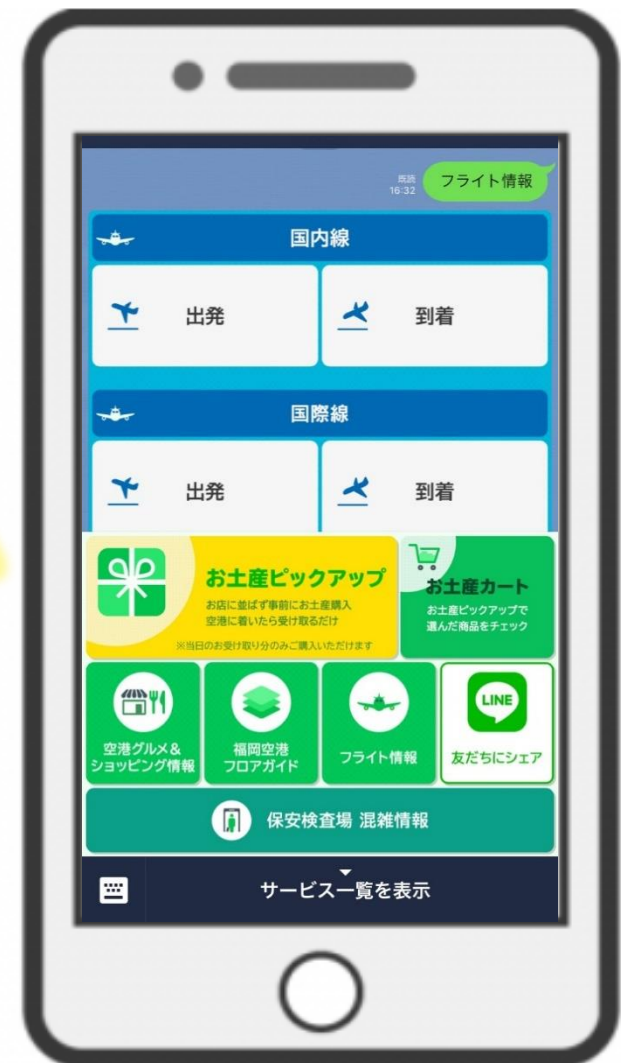 既読
16:32
フライト情報
国内線
出発
到着
国際線
出発
到着
お土産ピックアップ
お店に並ばず事前にお土産購入
空港に着いたら受け取るだけ
※当日のお受け取り分のみご購入いただけます
お土産カート
お土産ピックアップで
選んだ商品をチェック
空港グルメ&
ショッピング情報
福岡空港
フロアガイド
フライト情報
LINE
友だちにシェア
保安検査場 混雑情報
サービス一覧を表示